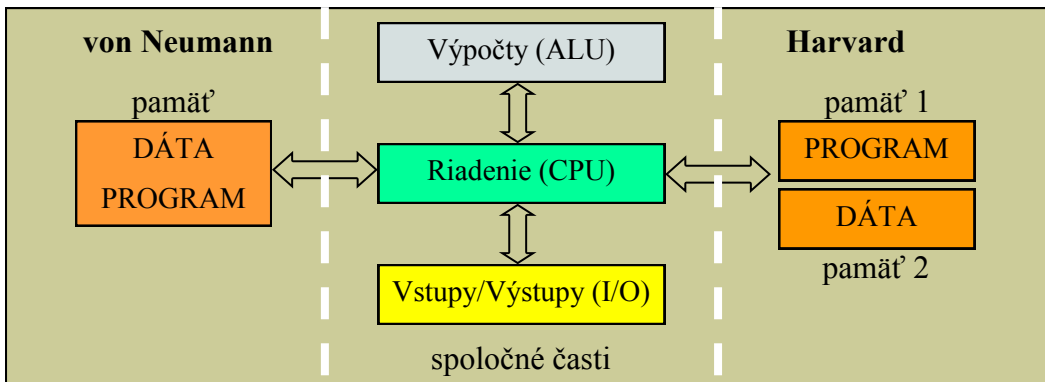 von Neumann
pamäť
DÁTA
PROGRAM
Výpočty (ALU)
Riadenie (CPU)
Vstupy/Výstupy (I/O)
spoločné časti
Harvard
pamäť 1
PROGRAM
DÁTA
pamäť 2